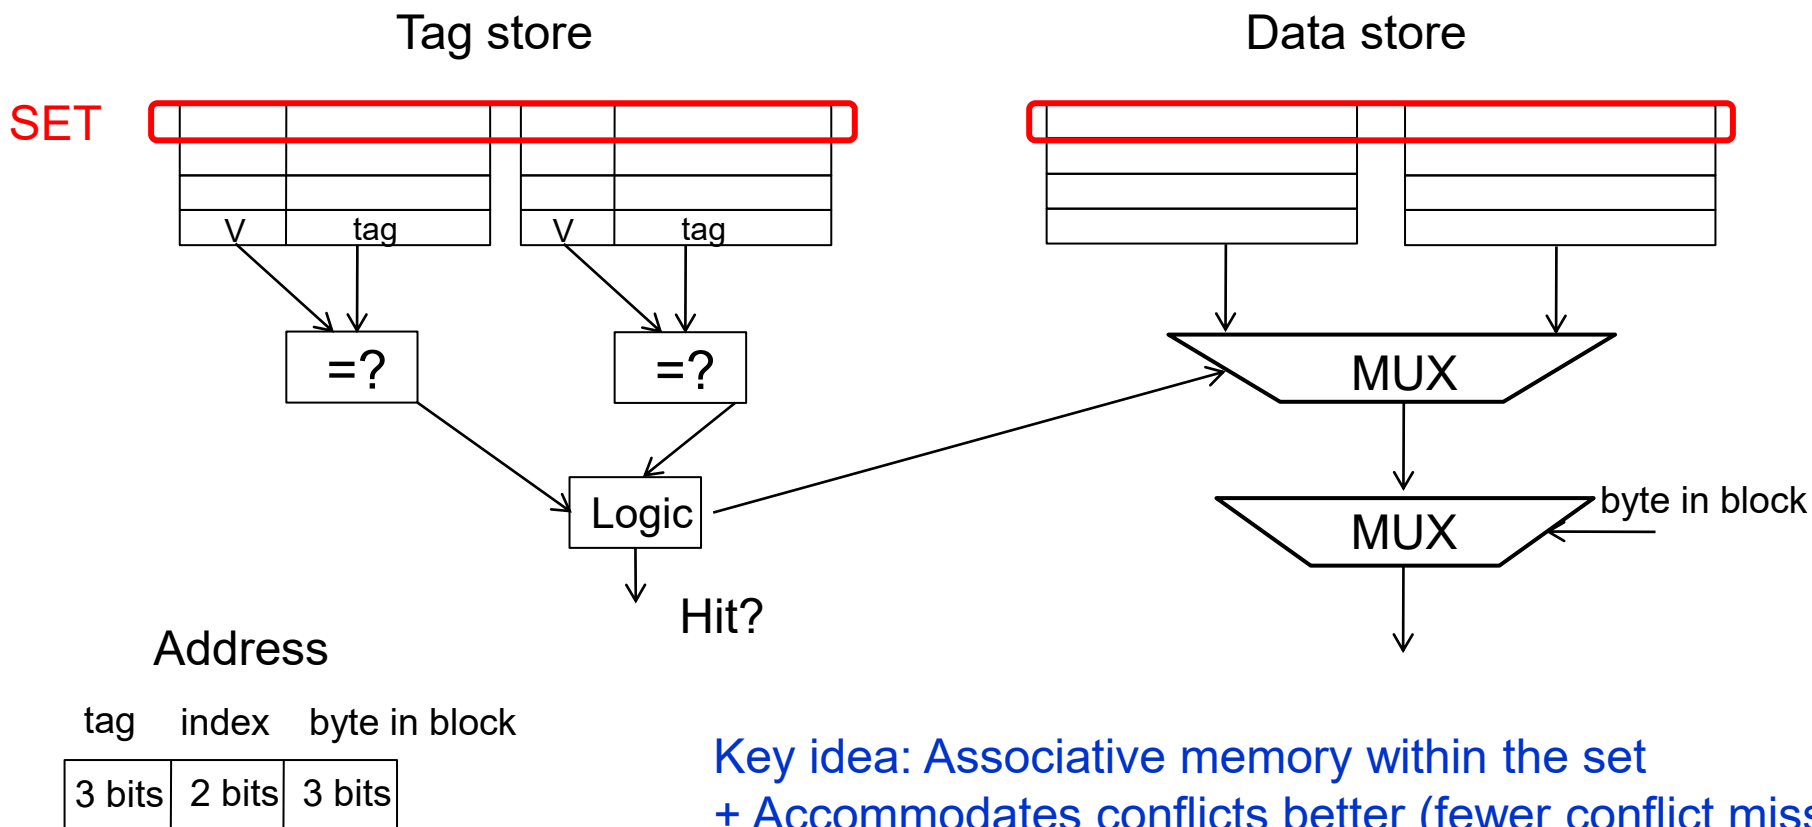 Tag store
Data store
SET
V tag V tag
=? =?
MUX
Logic
byte in block
MUX
Hit?
Address
tag index byte in block
3 bits 2 bits 3 bits
Key idea: Associative memory within the set
+ Accommodates conflicts better (fewer conflict miss